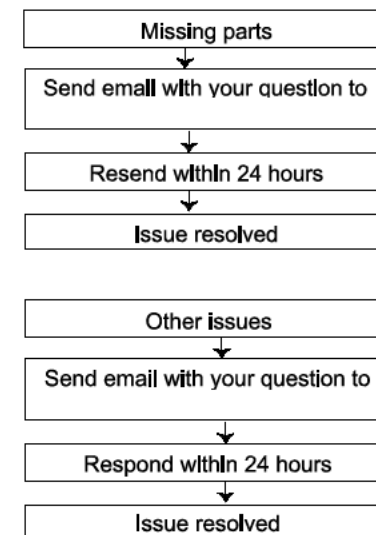 Missing parts
Send email with your question to
Resend within 24 hours
Issue resolved
Other issues
Send email with your question to
Respond within 24 hours
Issue resolved